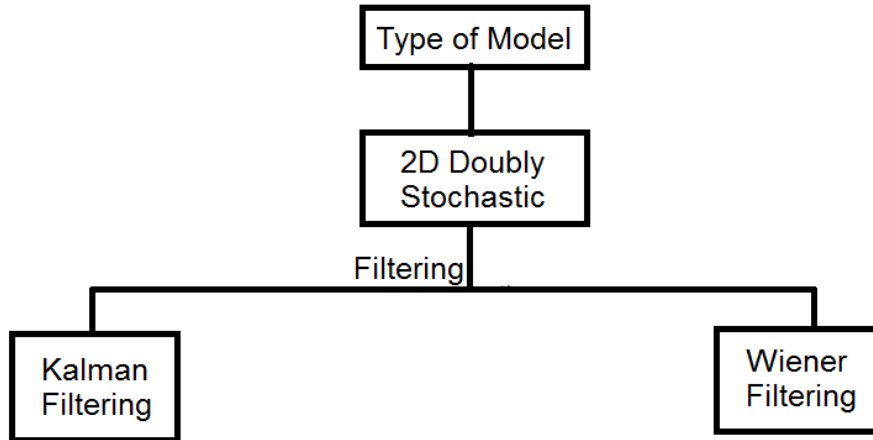 Type of Model
2D Doubly
Stochastic
Filtering
Kalman
Filtering
Wiener
Filtering